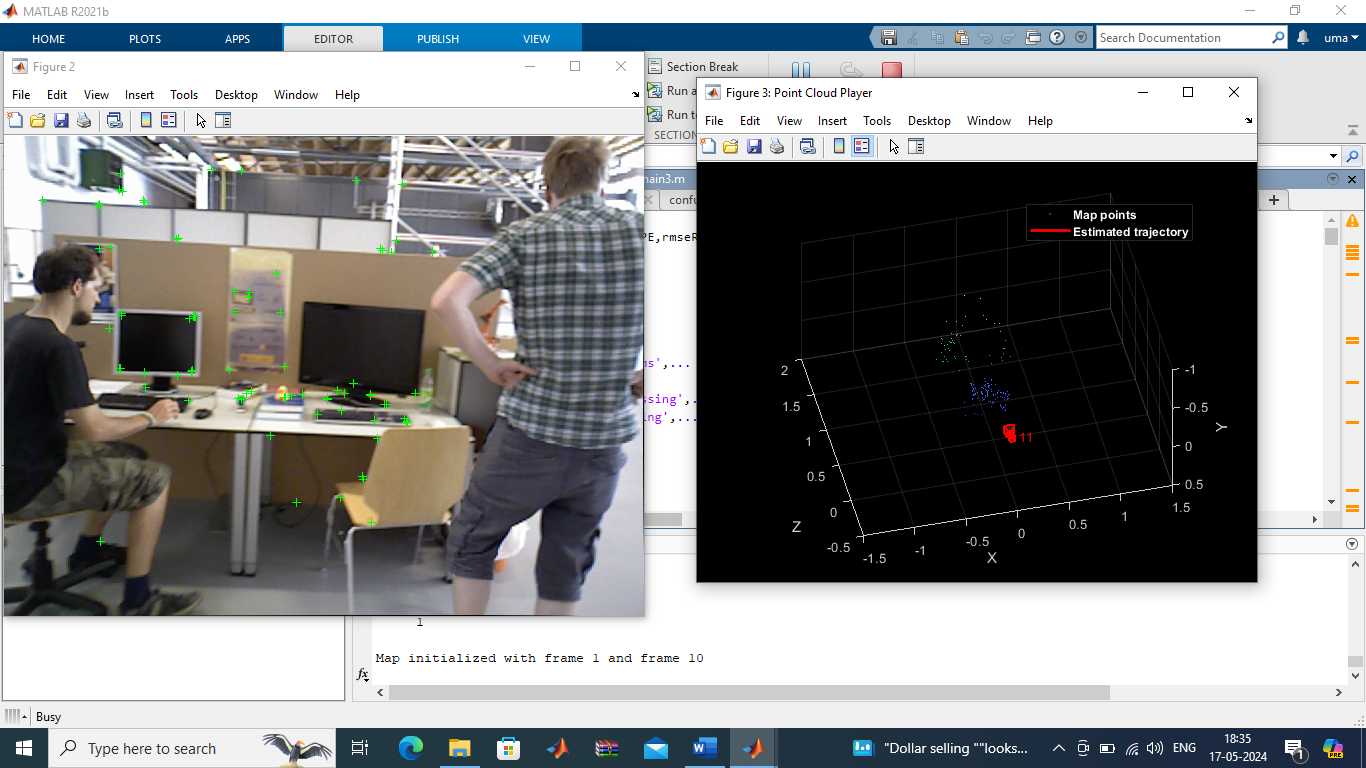 MATLAB R2021b
HOME PLOTS APPS EDITOR PUBLISH VIEW
Search Documentation
uma
Figure 2
File Edit View Insert Tools Desktop Window Help
Section Break
Run a
Run to
SECTION
Figure 3: Point Cloud Player
File Edit View Insert Tools Desktop Window Help
main3.m
confu
PE,rmseR
ns',...
ssing',.
ing',...
Map points
Estimated trajectory
11
2
1.5
1
0.5
0
-0.5
Z
-1.5
-1
-0.5
0
0.5
1
1.5
X
-1
-0.5
0
0.5
Y
1
Map initialized with frame 1 and frame 10
fx
Busy
Type here to search
"Dollar selling ""looks...
ENG
18:35
17-05-2024
1
PRE